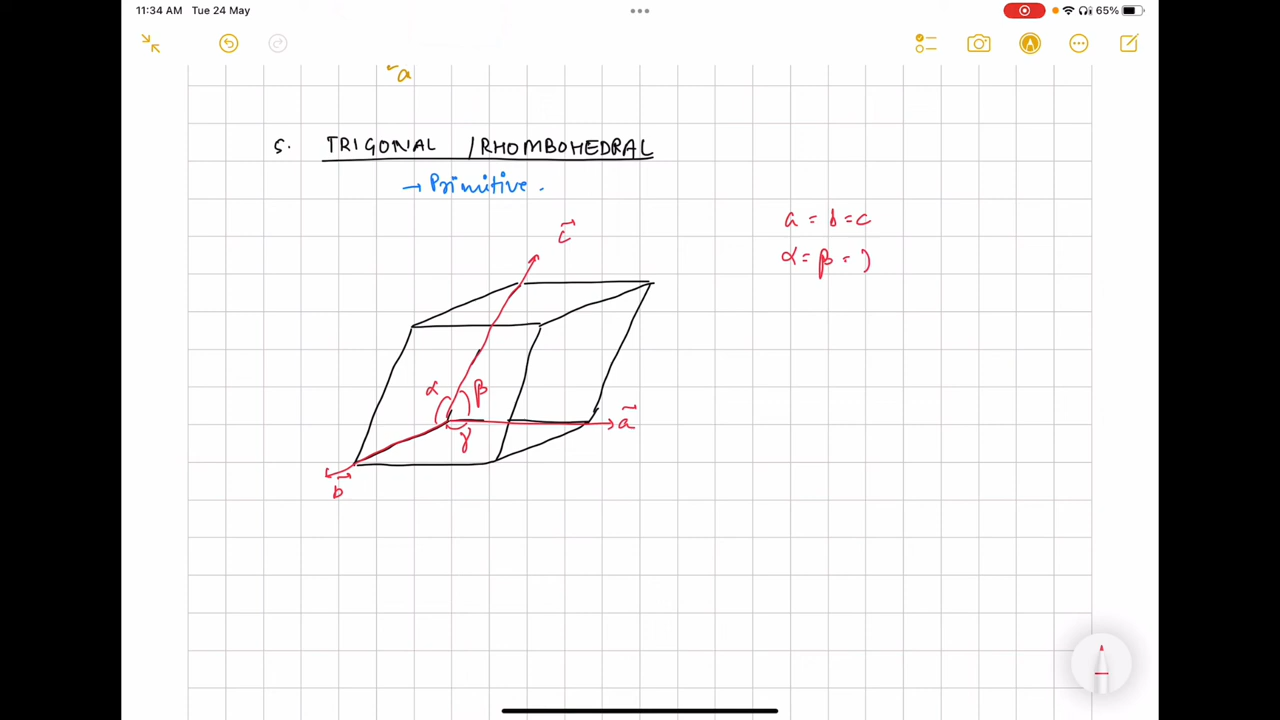 11:34 AM Tue 24 May
65%
a
5. TRIGONAL / RHOMBOHEDRAL
→ Primitive.
c⃗
a = b = c
α = β =
α β
γ
a⃗
b⃗